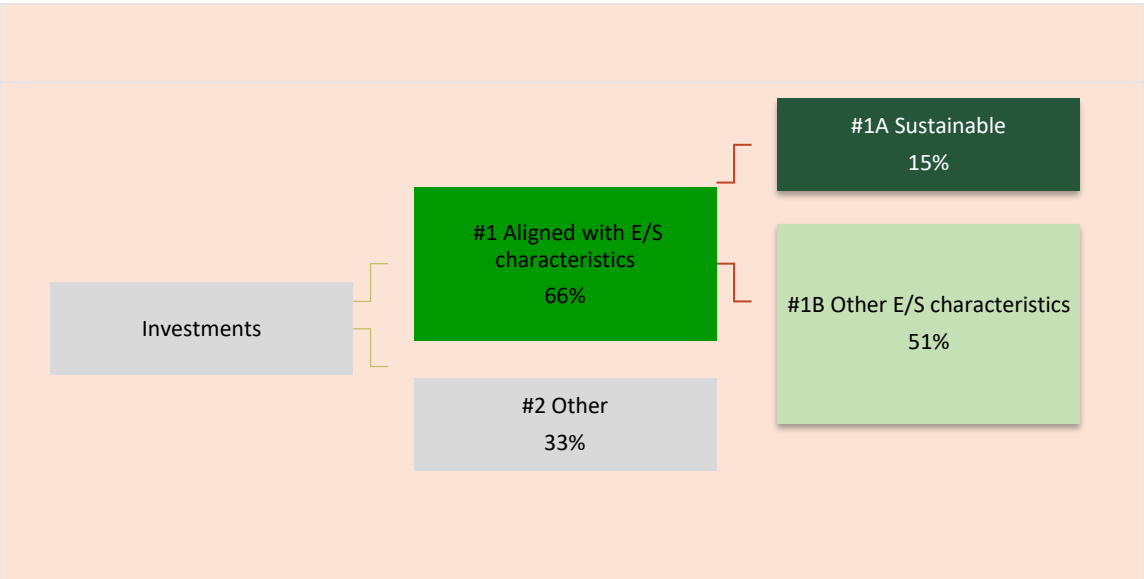 Investments
#1 Aligned with E/S
characteristics
66%
#2 Other
33%
#1A Sustainable
15%
#1B Other E/S characteristics
51%